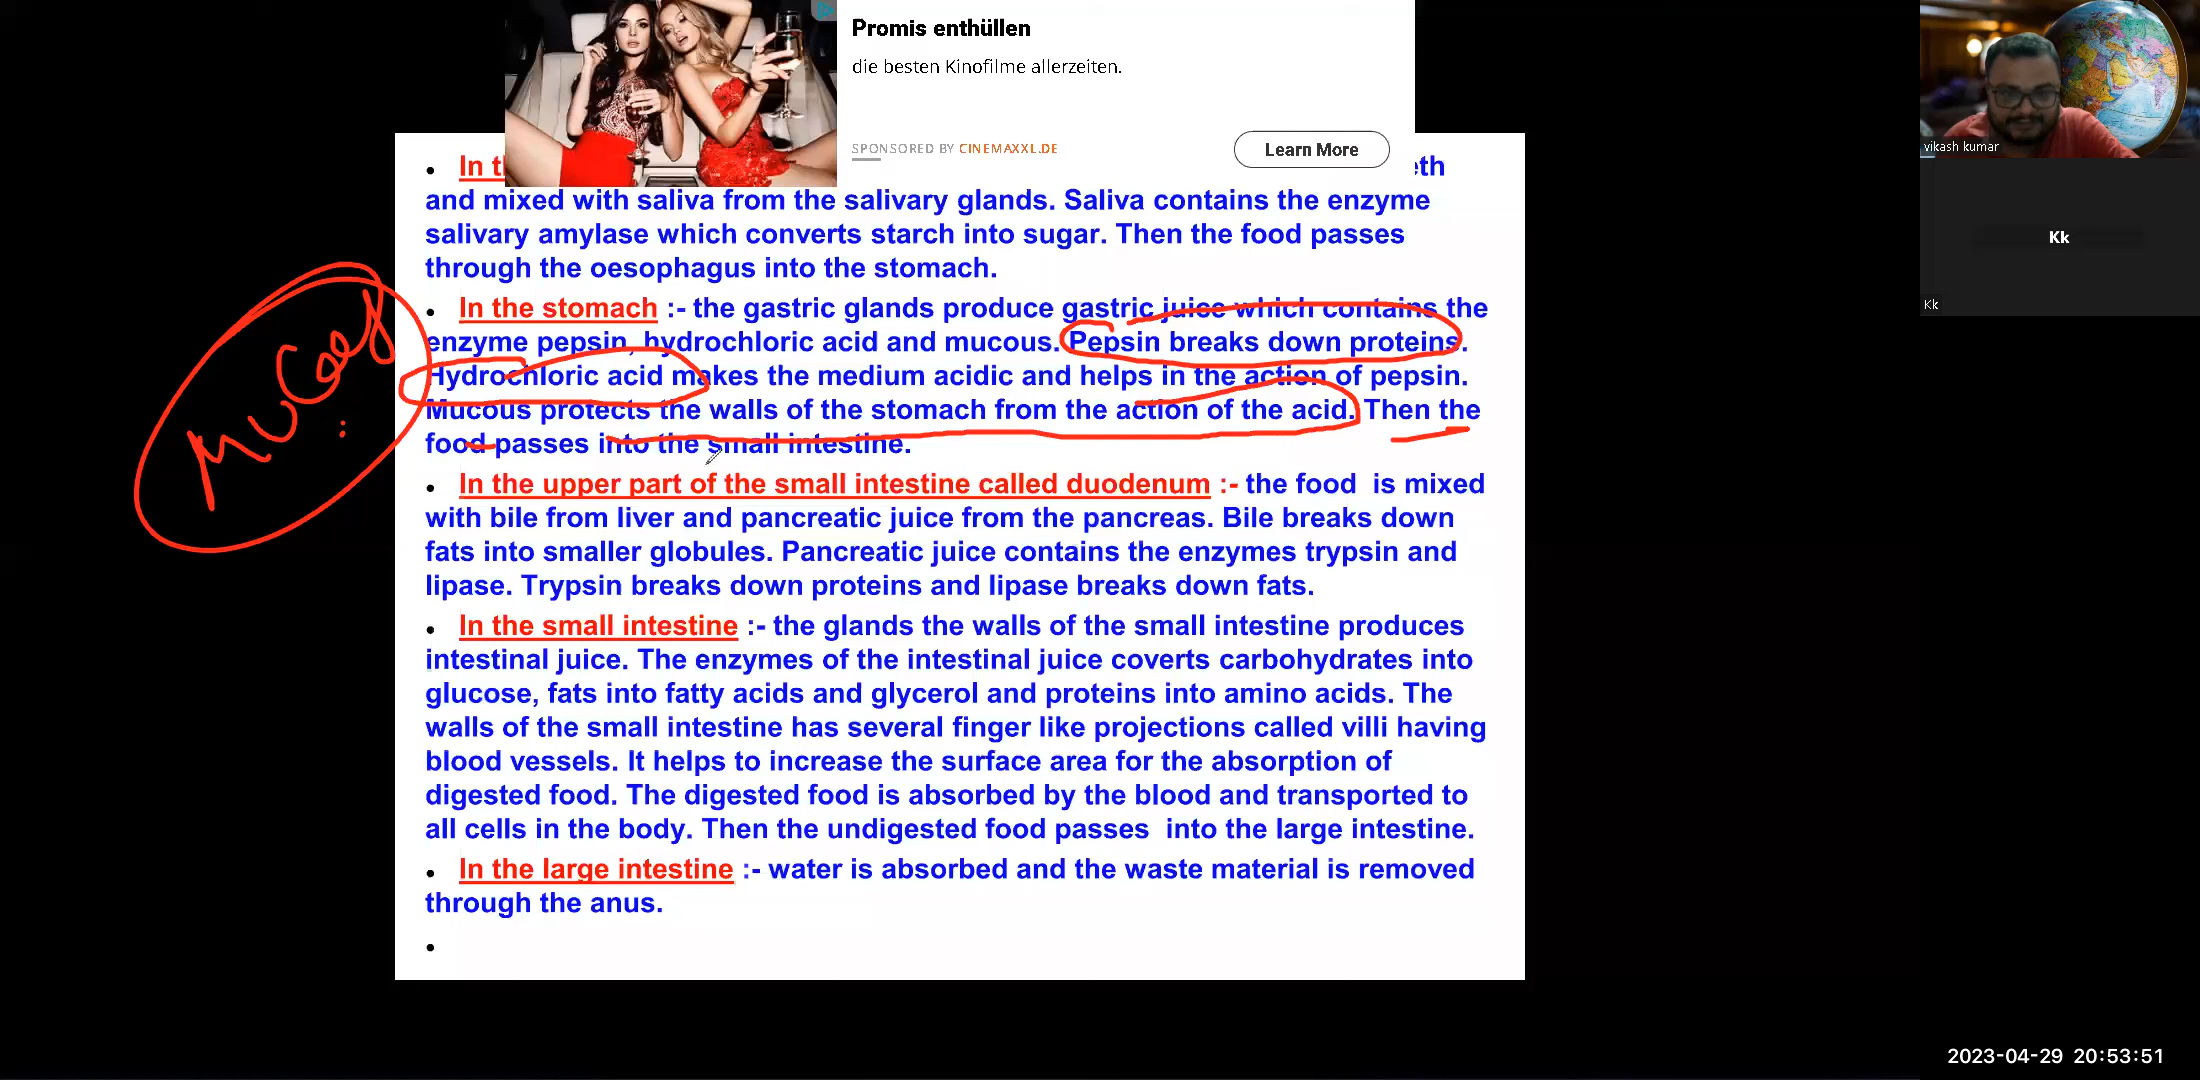 Promis enthüllen
die besten Kinofilme allerzeiten.
SPONSORED BY CINEMAXXL.DE
Learn More
vikash kumar
Kk
Kk
• In t eth
and mixed with saliva from the salivary glands. Saliva contains the enzyme
salivary amylase which converts starch into sugar. Then the food passes
through the oesophagus into the stomach.
• In the stomach :- the gastric glands produce gastric juice which contains the
enzyme pepsin, hydrochloric acid and mucous. Pepsin breaks down proteins.
Hydrochloric acid makes the medium acidic and helps in the action of pepsin.
Mucous protects the walls of the stomach from the action of the acid. Then the
food passes into the small intestine.
• In the upper part of the small intestine called duodenum :- the food is mixed
with bile from liver and pancreatic juice from the pancreas. Bile breaks down
fats into smaller globules. Pancreatic juice contains the enzymes trypsin and
lipase. Trypsin breaks down proteins and lipase breaks down fats.
• In the small intestine :- the glands the walls of the small intestine produces
intestinal juice. The enzymes of the intestinal juice coverts carbohydrates into
glucose, fats into fatty acids and glycerol and proteins into amino acids. The
walls of the small intestine has several finger like projections called villi having
blood vessels. It helps to increase the surface area for the absorption of
digested food. The digested food is absorbed by the blood and transported to
all cells in the body. Then the undigested food passes into the large intestine.
• In the large intestine :- water is absorbed and the waste material is removed
through the anus.
•
2023-04-29 20:53:51